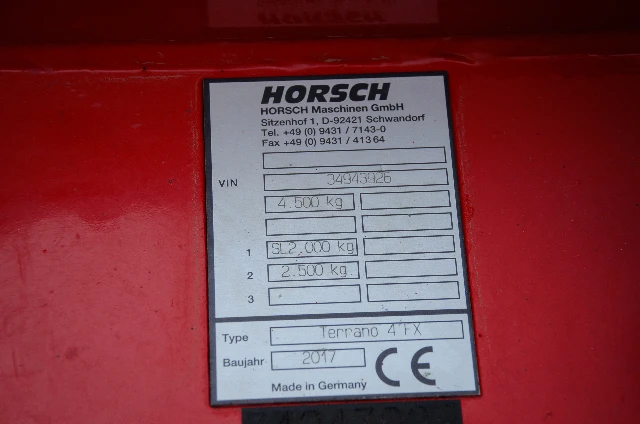 HORSCH
HORSCH Maschinen GmbH
Sitzenhof 1, D-92421 Schwandorf
Tel. +49 (0) 9431 / 7143-0
Fax +49 (0) 9431 / 41364
VIN 34943926
4.500 kg
1 SL2.000 kg
2 2.500 kg
3
Type Terrano 4 FX
Baujahr 2017
Made in Germany CE